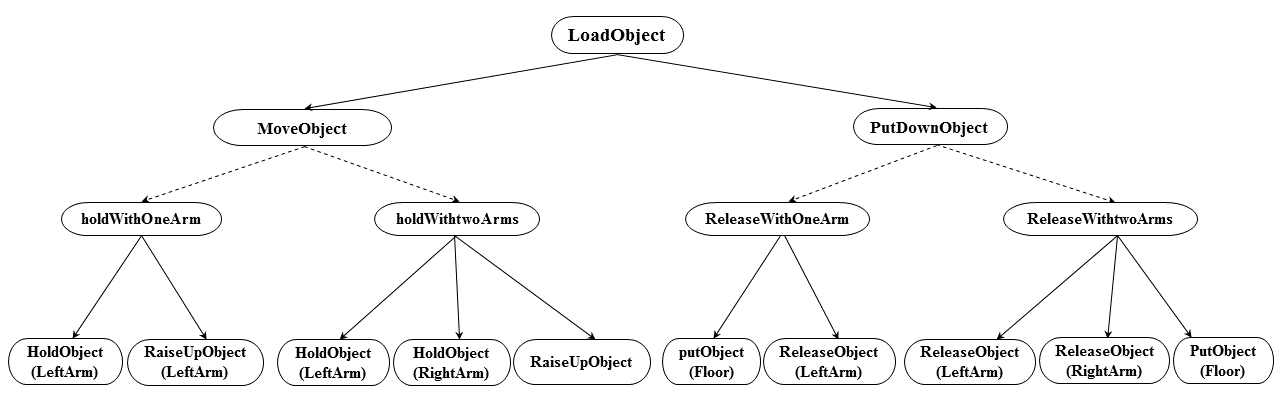 LoadObject
MoveObject
PutDownObject
holdWithOneArm
holdWithtwoArms
ReleaseWithOneArm
ReleaseWithtwoArms
HoldObject
(LeftArm)
RaiseUpObject
(LeftArm)
HoldObject
(LeftArm)
HoldObject
(RightArm)
RaiseUpObject
putObject
(Floor)
ReleaseObject
(LeftArm)
ReleaseObject
(LeftArm)
ReleaseObject
(RightArm)
PutObject
(Floor)